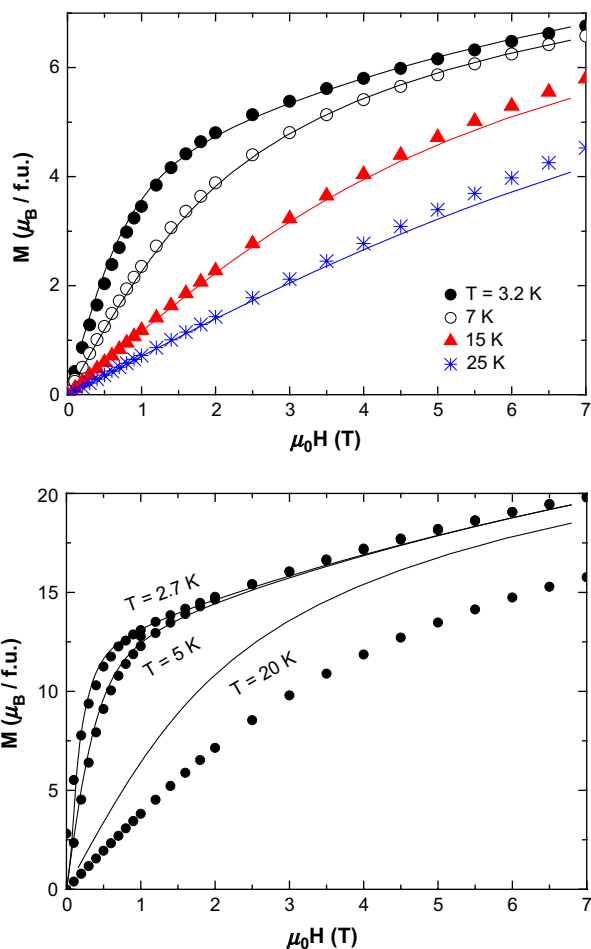 6
4
2
0
M (μB / f.u.)
T = 3.2 K
7 K
15 K
25 K
0 1 2 3 4 5 6 7
μ0H (T)
20
15
10
5
0
M (μB / f.u.)
T = 2.7 K
T = 5 K
T = 20 K
0 1 2 3 4 5 6 7
μ0H (T)